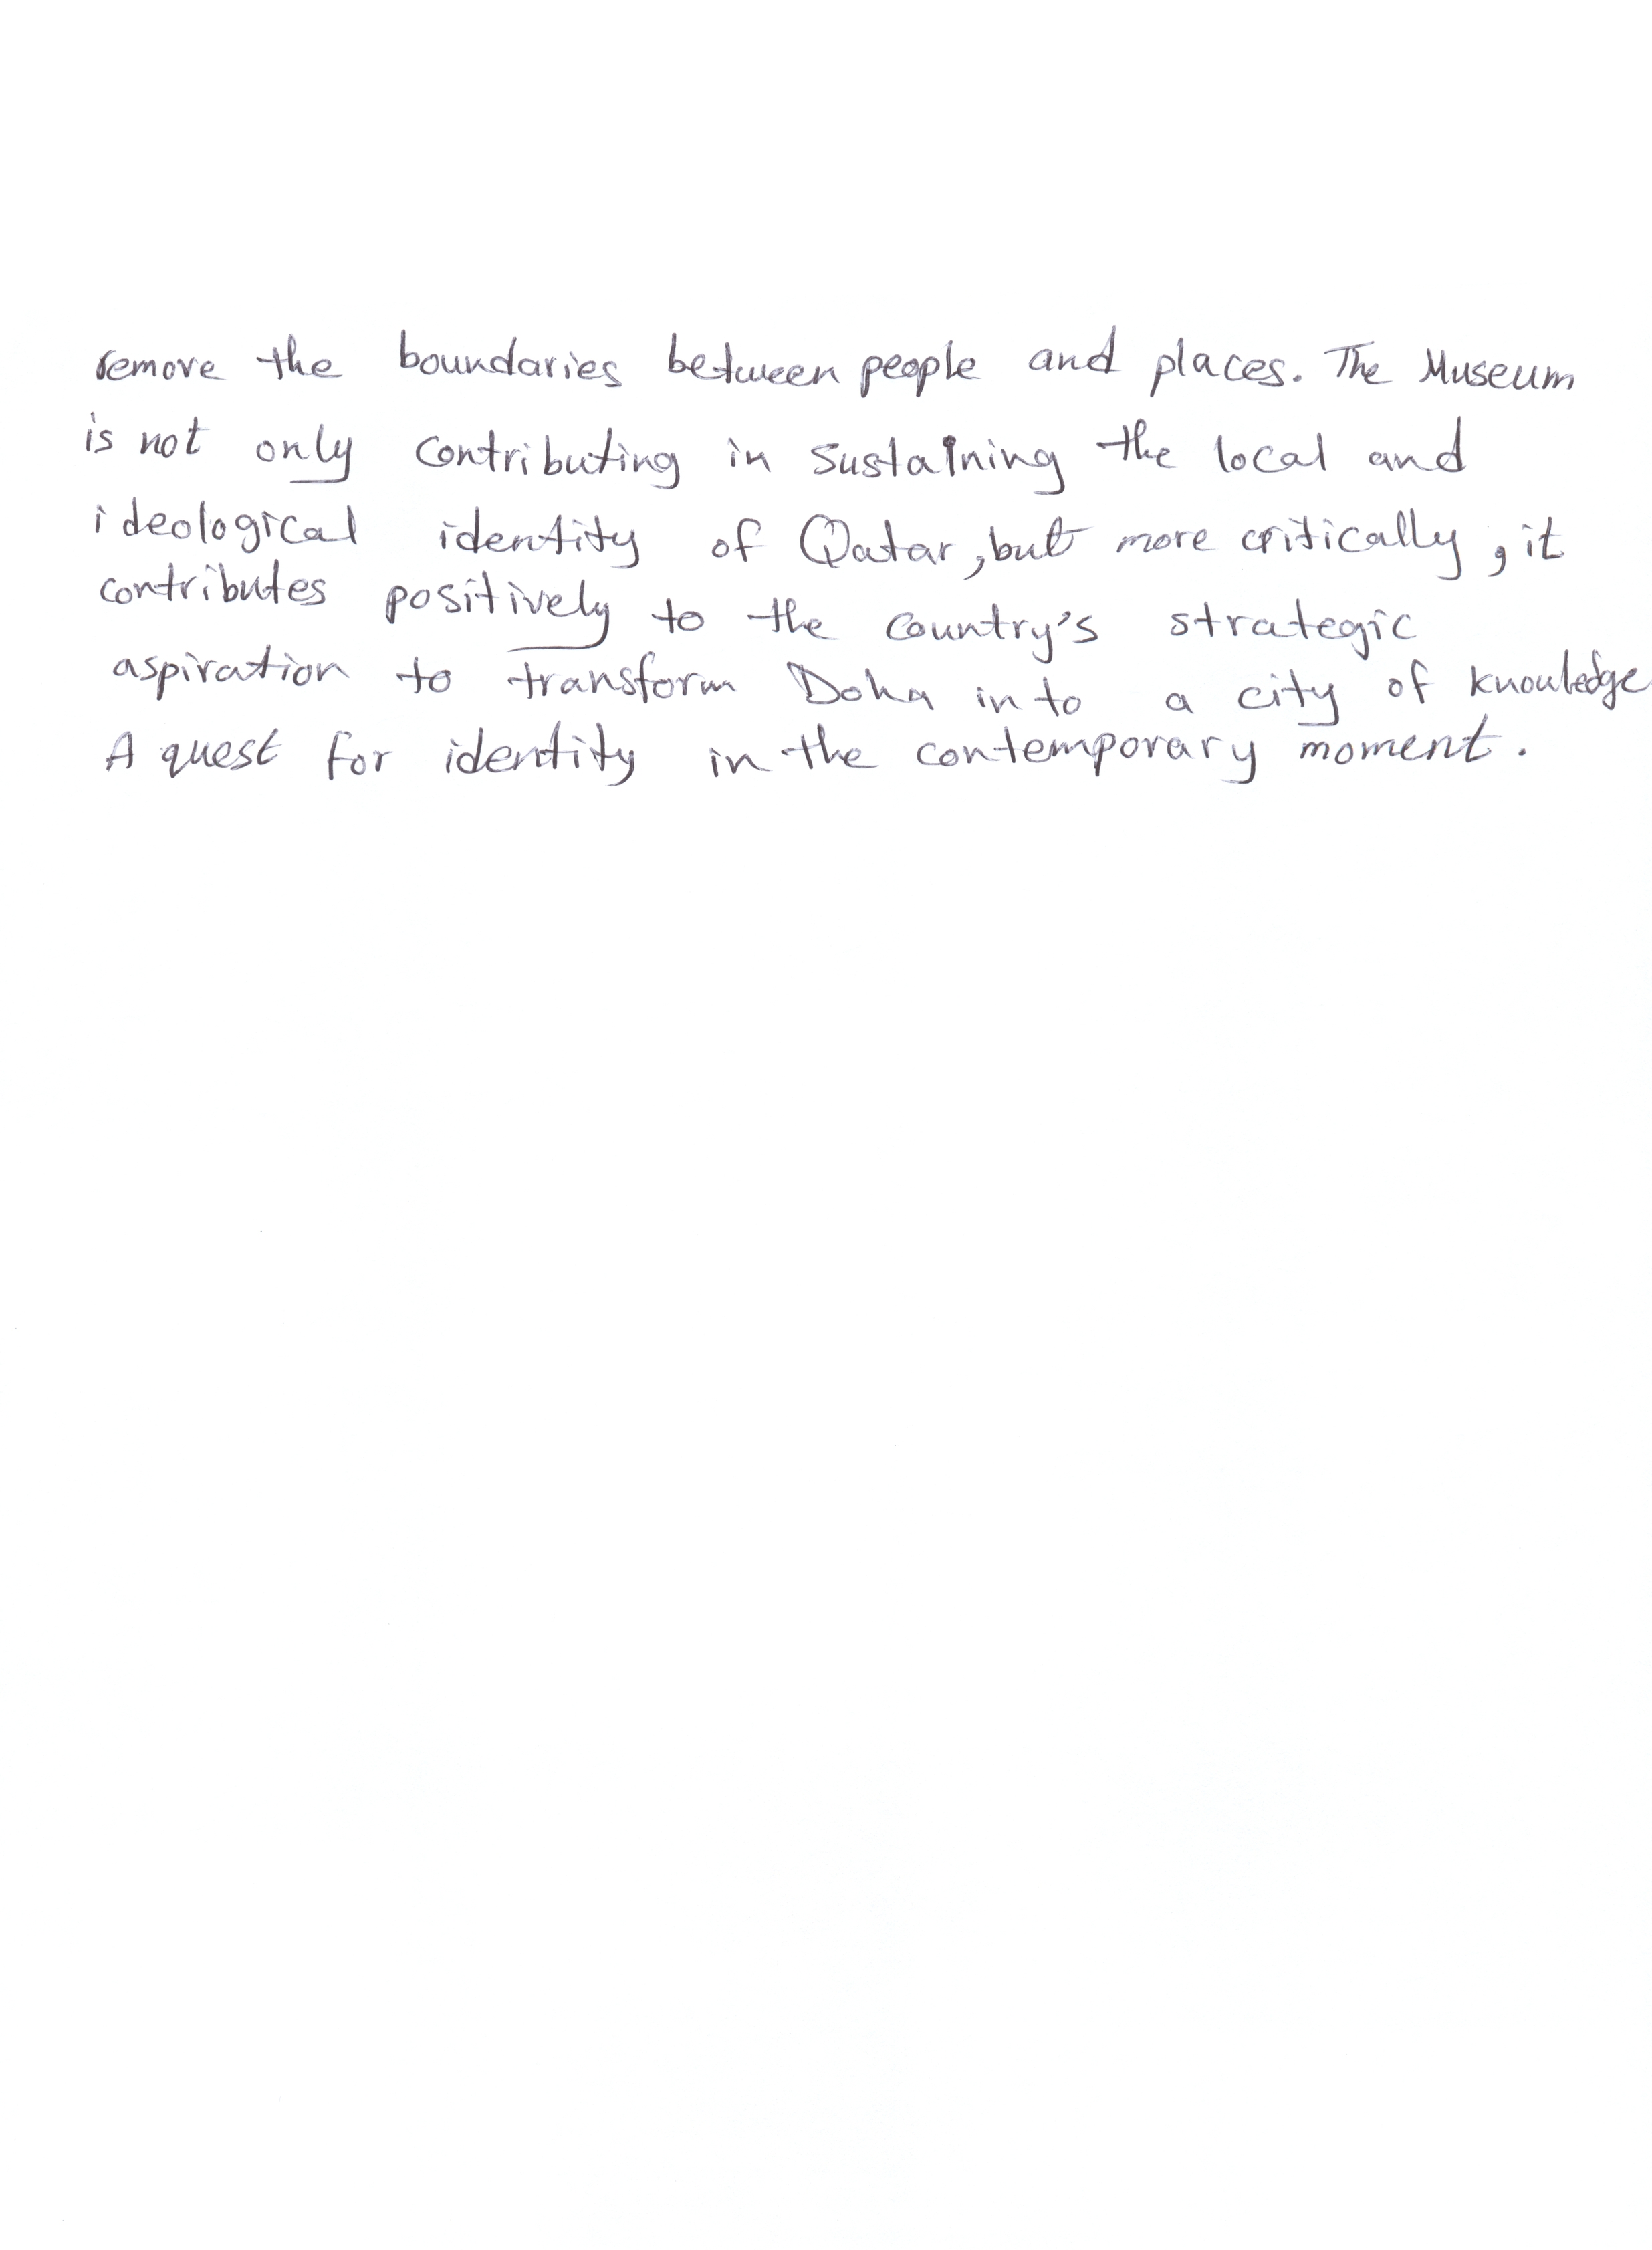 remove the boundaries between people and places. The Museum
is not only contributing in sustaining the local and
ideological identity of Qatar, but more critically, it
contributes positively to the country's strategic
aspiration to transform Doha into a city of knowledge
A quest for identity in the contemporary moment.